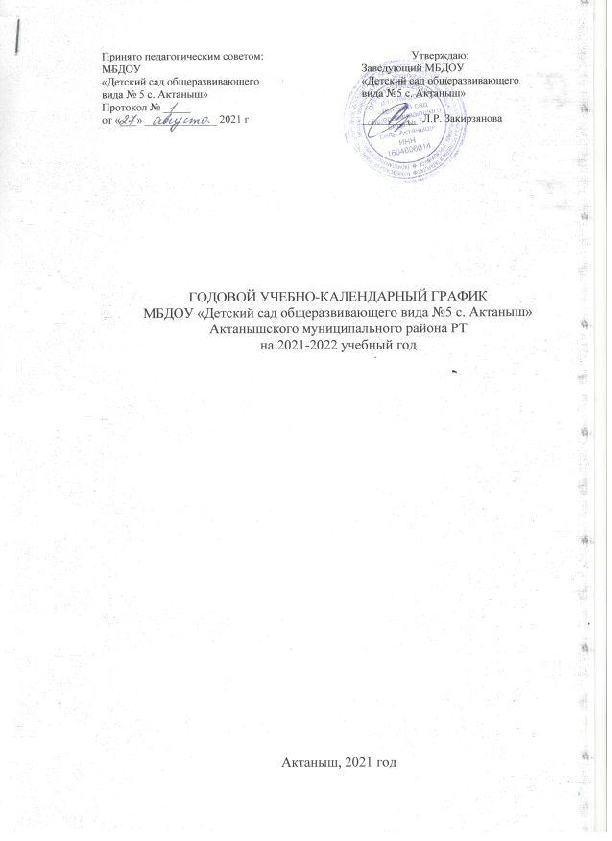 Принято педагогическим советом:
МБДОУ
«Детский сад общеразвивающего
вида № 5 с. Актаныш»
Протокол № 1
от «27» августа 2021 г
Утверждаю:
Заведующий МБДОУ
«Детский сад общеразвивающего
вида №5 с. Актаныш»
Л.Р. Закирзянова
ИНН
ГОДОВОЙ УЧЕБНО-КАЛЕНДАРНЫЙ ГРАФИК
МБДОУ «Детский сад общеразвивающего вида №5 с. Актаныш»
Актанышского муниципального района РТ
на 2021-2022 учебный год
Актаныш, 2021 год